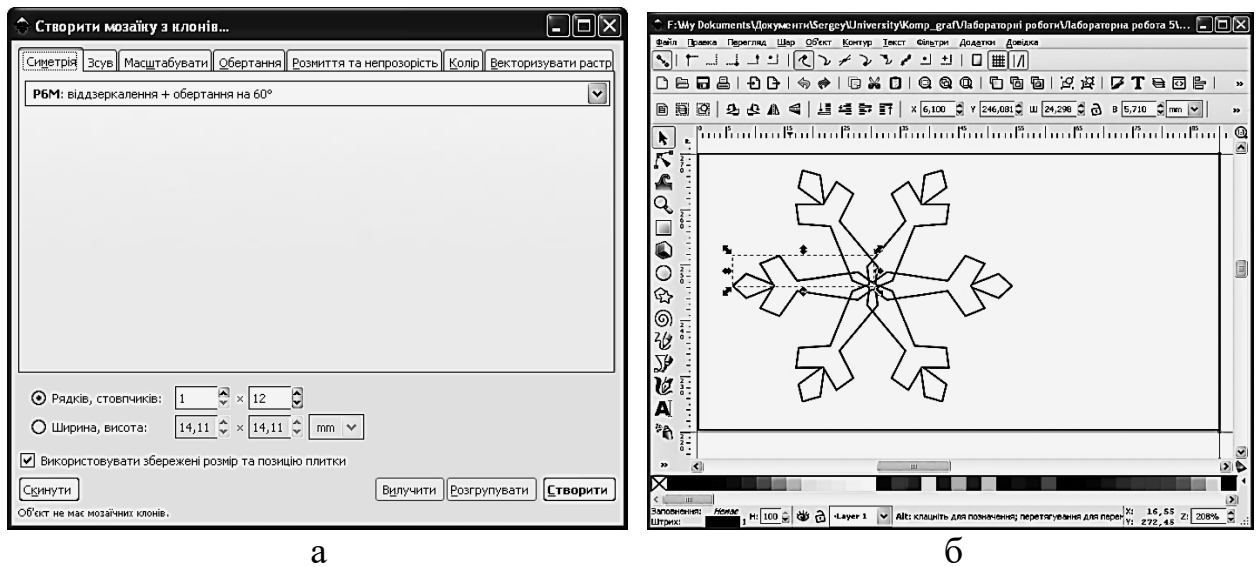 Створити мозаїку з клонів...
Симетрія Зсув Масштабувати Обертання Розмиття та непрозорість Колір Векторизувати растр
P6M: віддзеркалення + обертання на 60°
Рядків, стовпчиків: 1 × 12
Ширина, висота: 14,11 × 14,11 mm
Використовувати збережені розмір та позицію плитки
Скинути Вилучити Розгрупувати Створити
Об'єкт не має мозаїчних клонів.
а
F:\My Dokuments\Документи\Sergey\University\Komp_graf\Лабораторні роботи\Лабораторна робота 5\...
Файл Правка Перегляд Шар Об'єкт Контур Текст Фільтри Додатки Довідка
X 6,100 Y 246,081 Ш 24,298 В 5,710 mm
Заповнення: Немає
Штрих: 1 Н: 100 Layer 1 Alt: клацніть для позначення; перетягування для перем X: 16,55 Z: 208%
Y: 272,45
б